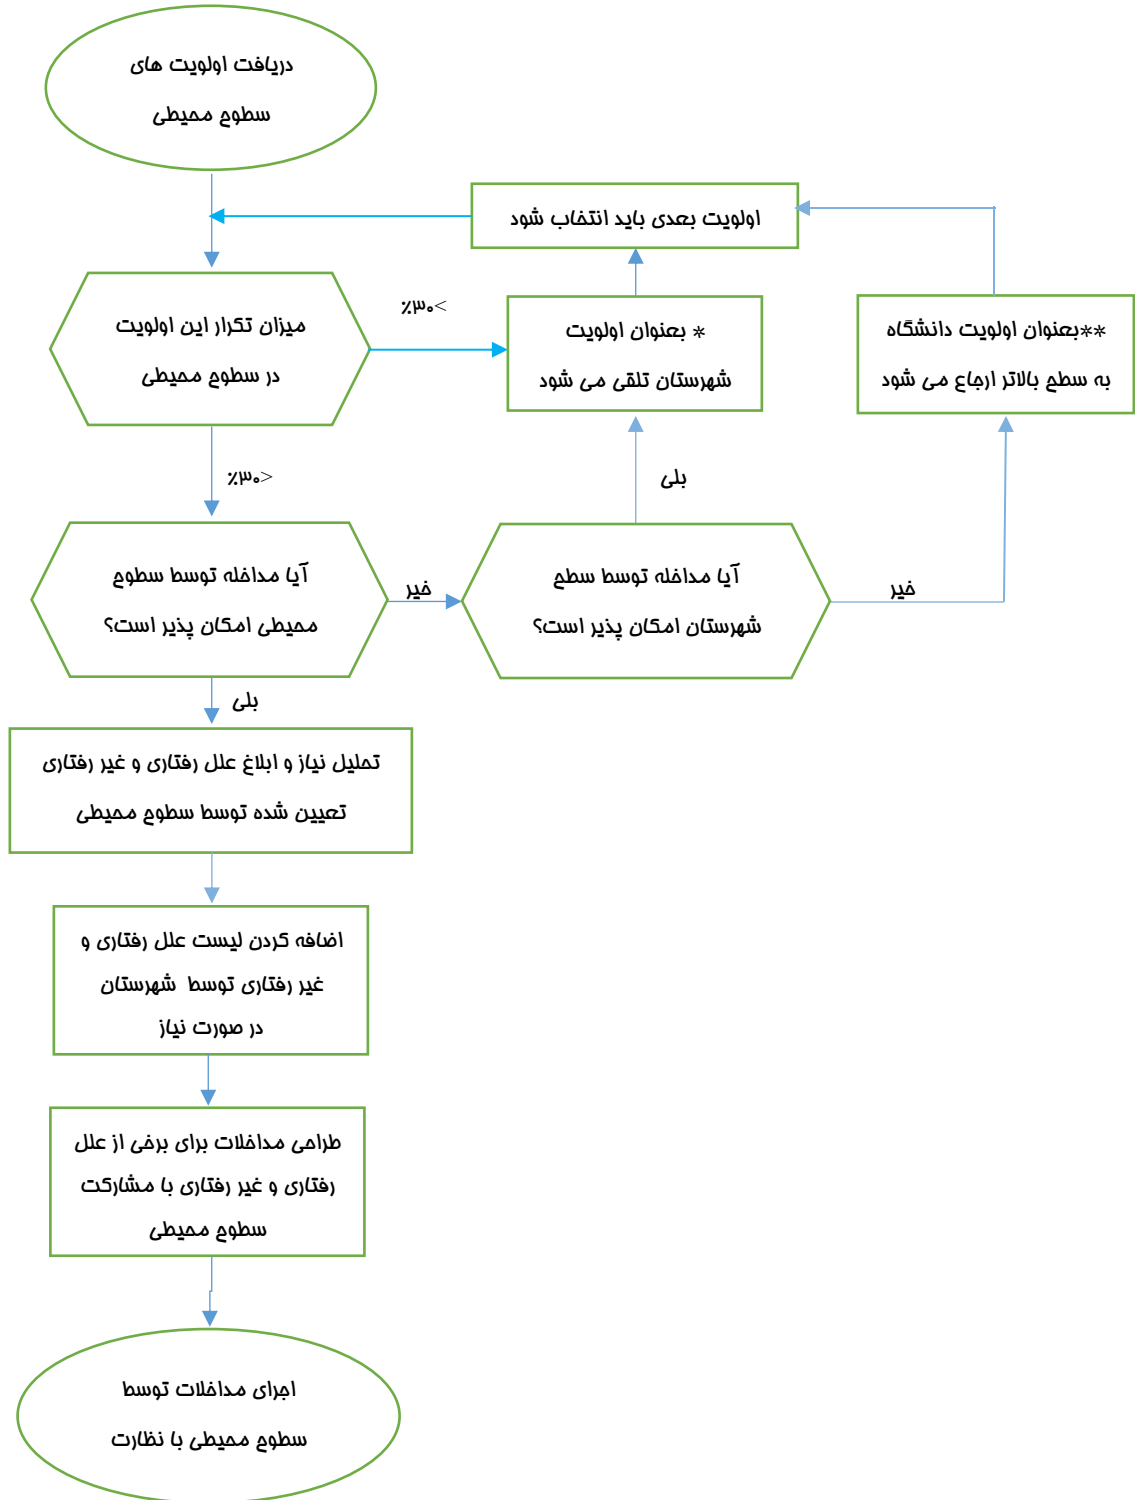 دریافت اولویت های
سطوح محیطی
اولویت بعدی باید انتخاب شود
میزان تکرار این اولویت
در سطوح محیطی
>۳۰٪
* بعنوان اولویت
شهرستان تلقی می شود
**بعنوان اولویت دانشگاه
به سطح بالاتر ارجاع می شود
<۳۰٪
بلی
آیا مداخله توسط سطوح
محیطی امکان پذیر است؟
خیر
آیا مداخله توسط سطح
شهرستان امکان پذیر است؟
خیر
بلی
تحلیل نیاز و ابلاغ علل رفتاری و غیر رفتاری
تعیین شده توسط سطوح محیطی
اضافه کردن لیست علل رفتاری و
غیر رفتاری توسط شهرستان
در صورت نیاز
طراحی مداخلات برای برخی از علل
رفتاری و غیر رفتاری با مشارکت
سطوح محیطی
اجرای مداخلات توسط
سطوح محیطی با نظارت